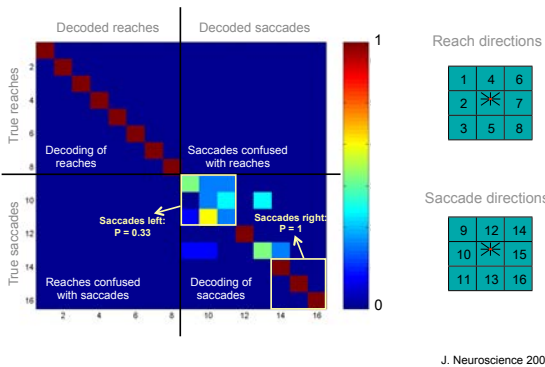 Decoded reaches Decoded saccades
1
Reach directions
True reaches
2
4
6
8
Decoding of
reaches
Saccades confused
with reaches
1 4 6
2 7
3 5 8
True saccades
10
12
14
16
Saccades left:
P = 0.33
Saccades right:
P = 1
Reaches confused
with saccades
Decoding of
saccades
0
2 4 6 8 10 12 14 16
Saccade directions
9 12 14
10 15
11 13 16
J. Neuroscience 200